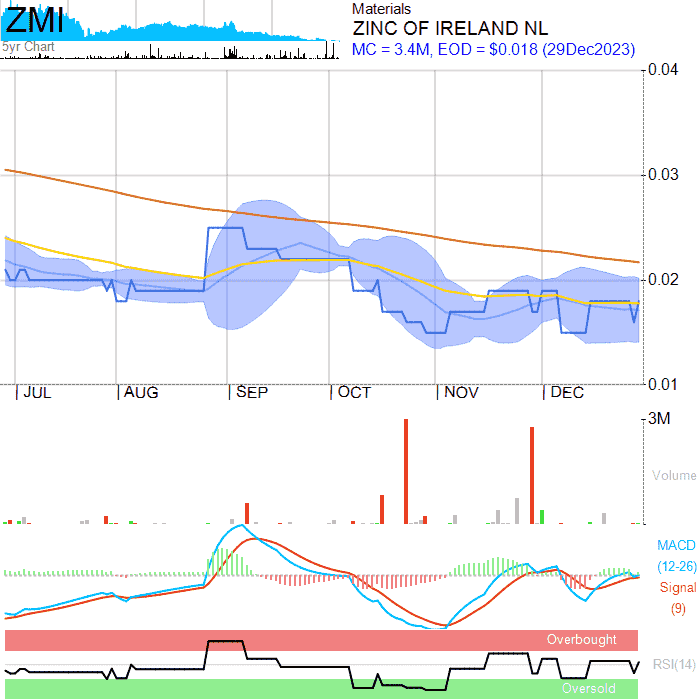 ZMI
5yr Chart
Materials
ZINC OF IRELAND NL
MC = 3.4M, EOD = $0.018 (29Dec2023)
0.04
0.03
0.02
0.01
JUL AUG SEP OCT NOV DEC
3M
Volume
MACD
(12-26)
Signal
(9)
Overbought
RSI(14)
Oversold